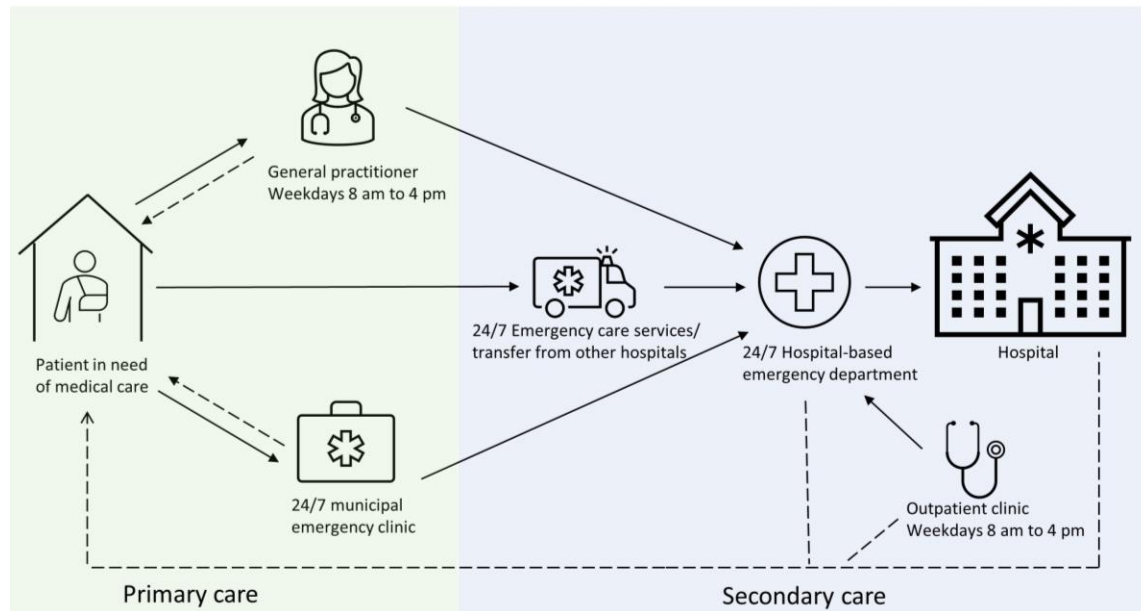 General practitioner
Weekdays 8 am to 4 pm
Patient in need
of medical care
24/7 Emergency care services/
transfer from other hospitals
24/7 Hospital-based
emergency department
Hospital
24/7 municipal
emergency clinic
Outpatient clinic
Weekdays 8 am to 4 pm
Primary care
Secondary care